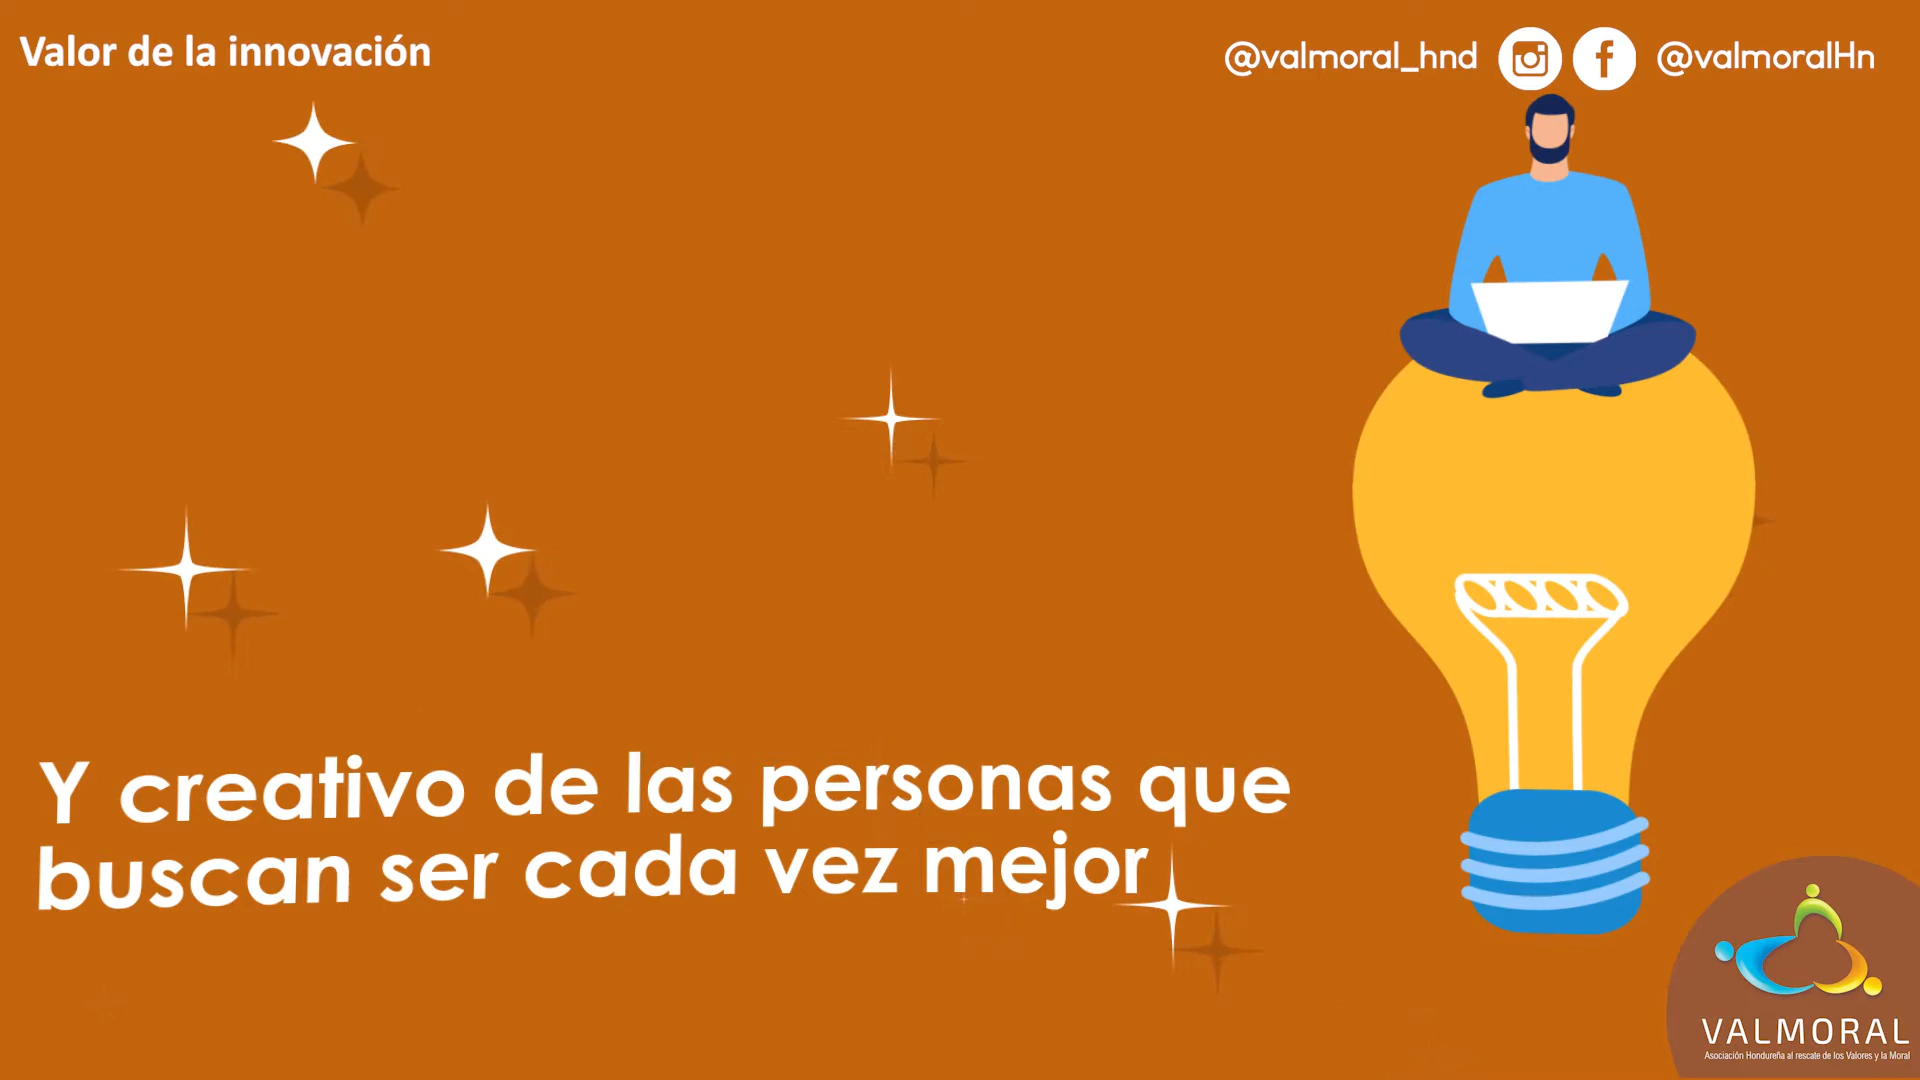 Valor de la innovación
@valmoral_hnd
@valmoralHn
Y creativo de las personas que
buscan ser cada vez mejor
VALMORAL
Asociación Hondureña al rescate de los Valores y la Moral